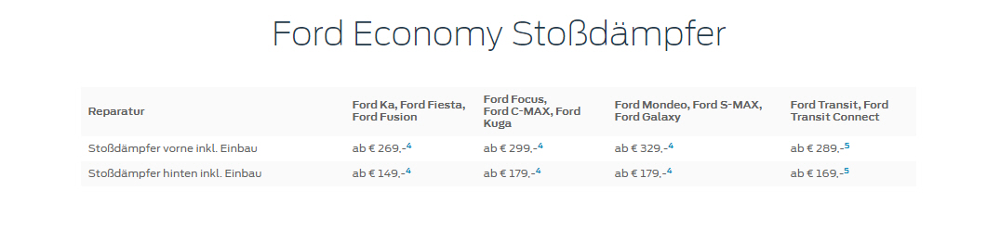 Ford Economy Stoßdämpfer
Reparatur
Ford Ka, Ford Fiesta,
Ford Fusion
Ford Focus,
Ford C-MAX, Ford
Kuga
Ford Mondeo, Ford S-MAX,
Ford Galaxy
Ford Transit, Ford
Transit Connect
Stoßdämpfer vorne inkl. Einbau ab € 269,-4 ab € 299,-4 ab € 329,-4 ab € 289,-5
Stoßdämpfer hinten inkl. Einbau ab € 149,-4 ab € 179,-4 ab € 179,-4 ab € 169,-5